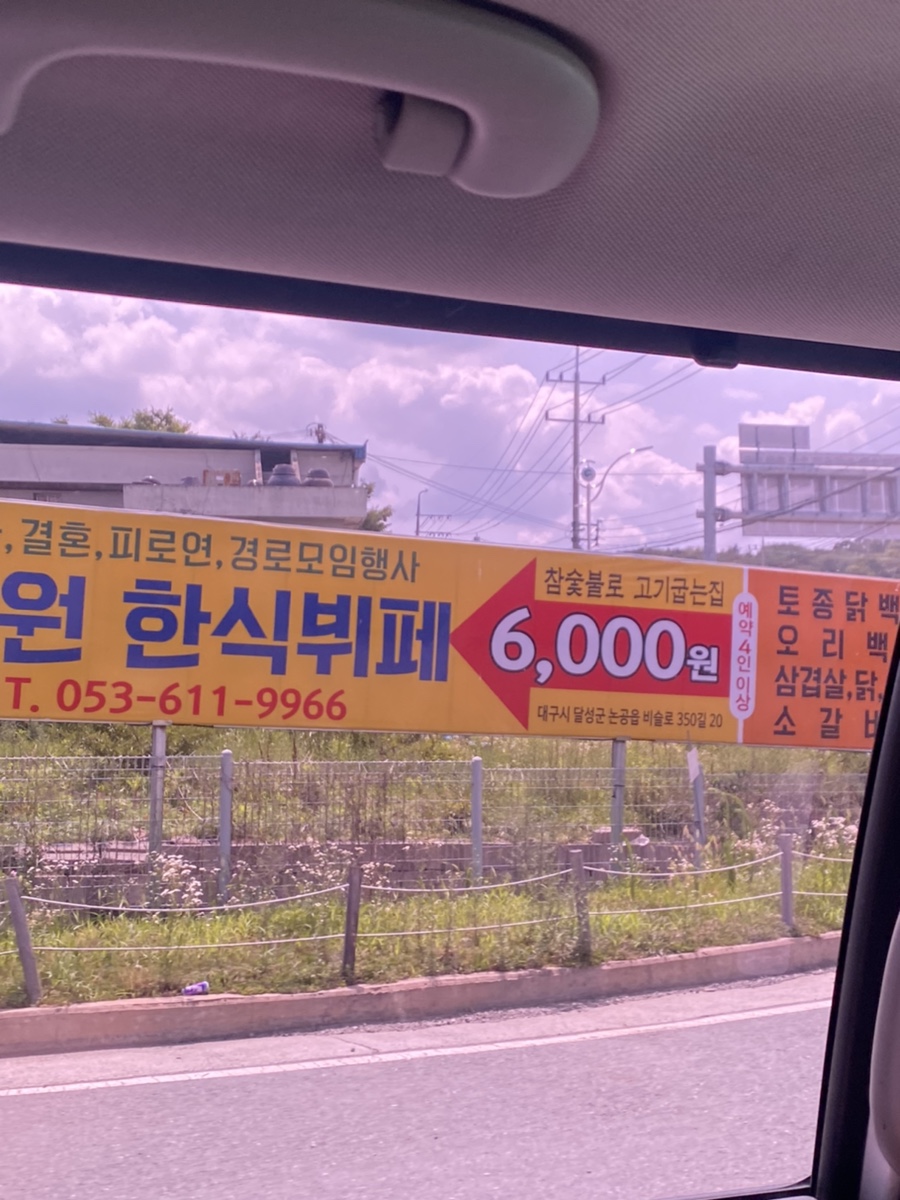 ,결혼,피로연,경로모임행사
원 한식뷔페
T. 053-611-9966
참숯불로 고기굽는집
6,000원
대구시 달성군 논공읍 비슬로 350길 20
예약4인이상
토종닭백
오리백
삼겹살,닭,
소갈비